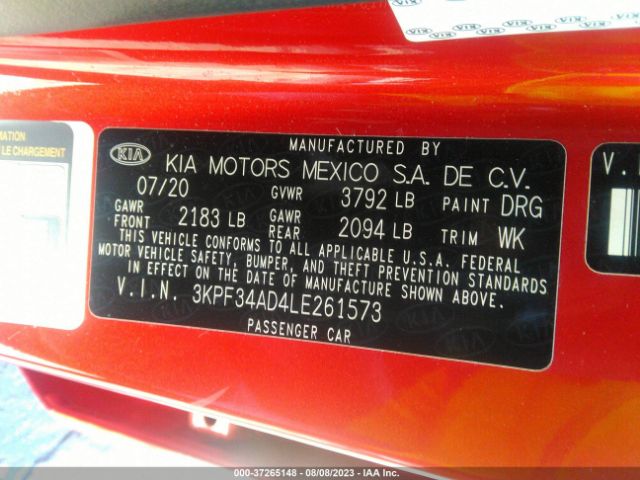 KIA KIA KIA
MATION
LE CHARGEMENT
MANUFACTURED BY
KIA KIA MOTORS MEXICO S.A. DE C.V.
07/20 GVWR 3792 LB PAINT DRG
GAWR FRONT 2183 LB GAWR REAR 2094 LB TRIM WK
THIS VEHICLE CONFORMS TO ALL APPLICABLE U.S.A. FEDERAL
MOTOR VEHICLE SAFETY, BUMPER, AND THEFT PREVENTION STANDARDS
IN EFFECT ON THE DATE OF MANUFACTURE SHOWN ABOVE.
V.I.N. 3KPF34AD4LE261573
PASSENGER CAR
V.I.
000-37265148 - 08/08/2023 - IAA Inc.